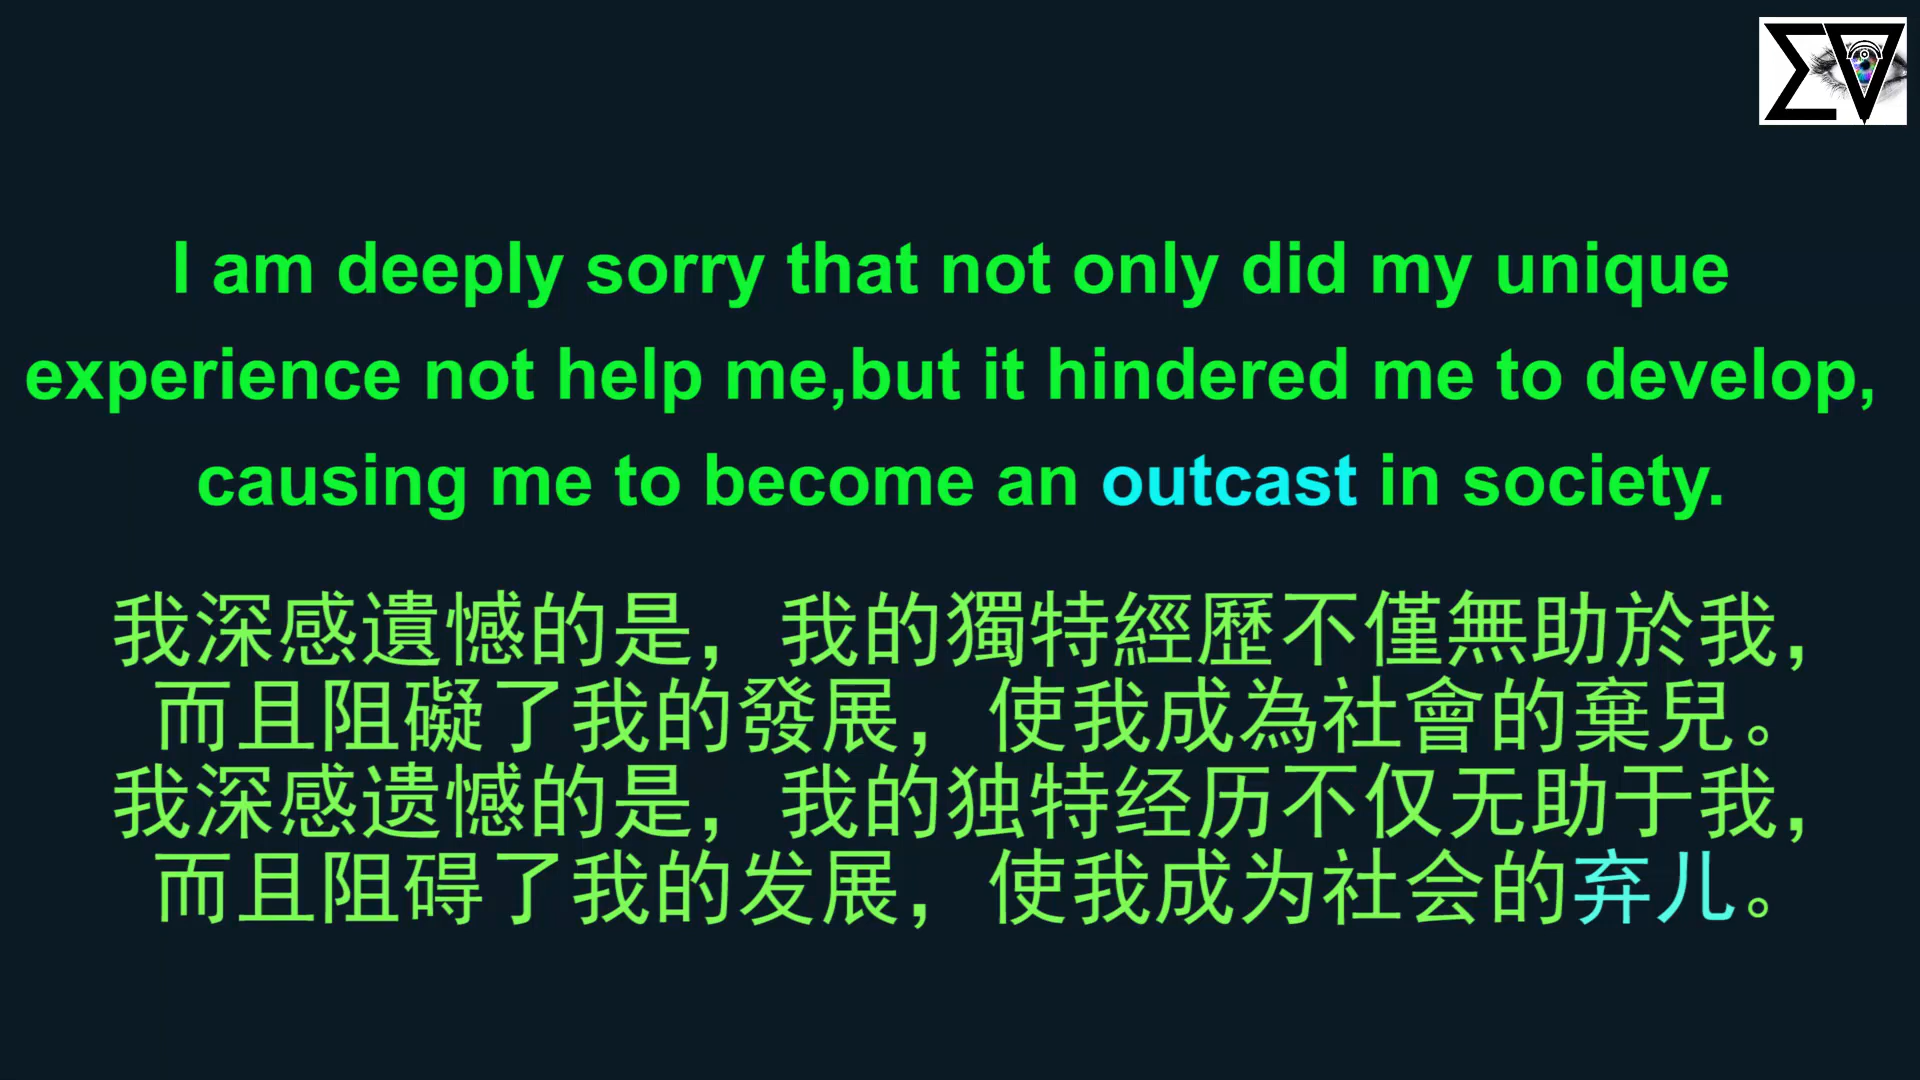 I am deeply sorry that not only did my unique
experience not help me,but it hindered me to develop,
causing me to become an outcast in society.
我深感遺憾的是，我的獨特經歷不僅無助於我，
而且阻礙了我的發展，使我成為社會的棄兒。
我深感遗憾的是，我的独特经历不仅无助于我，
而且阻碍了我的发展，使我成为社会的弃儿。